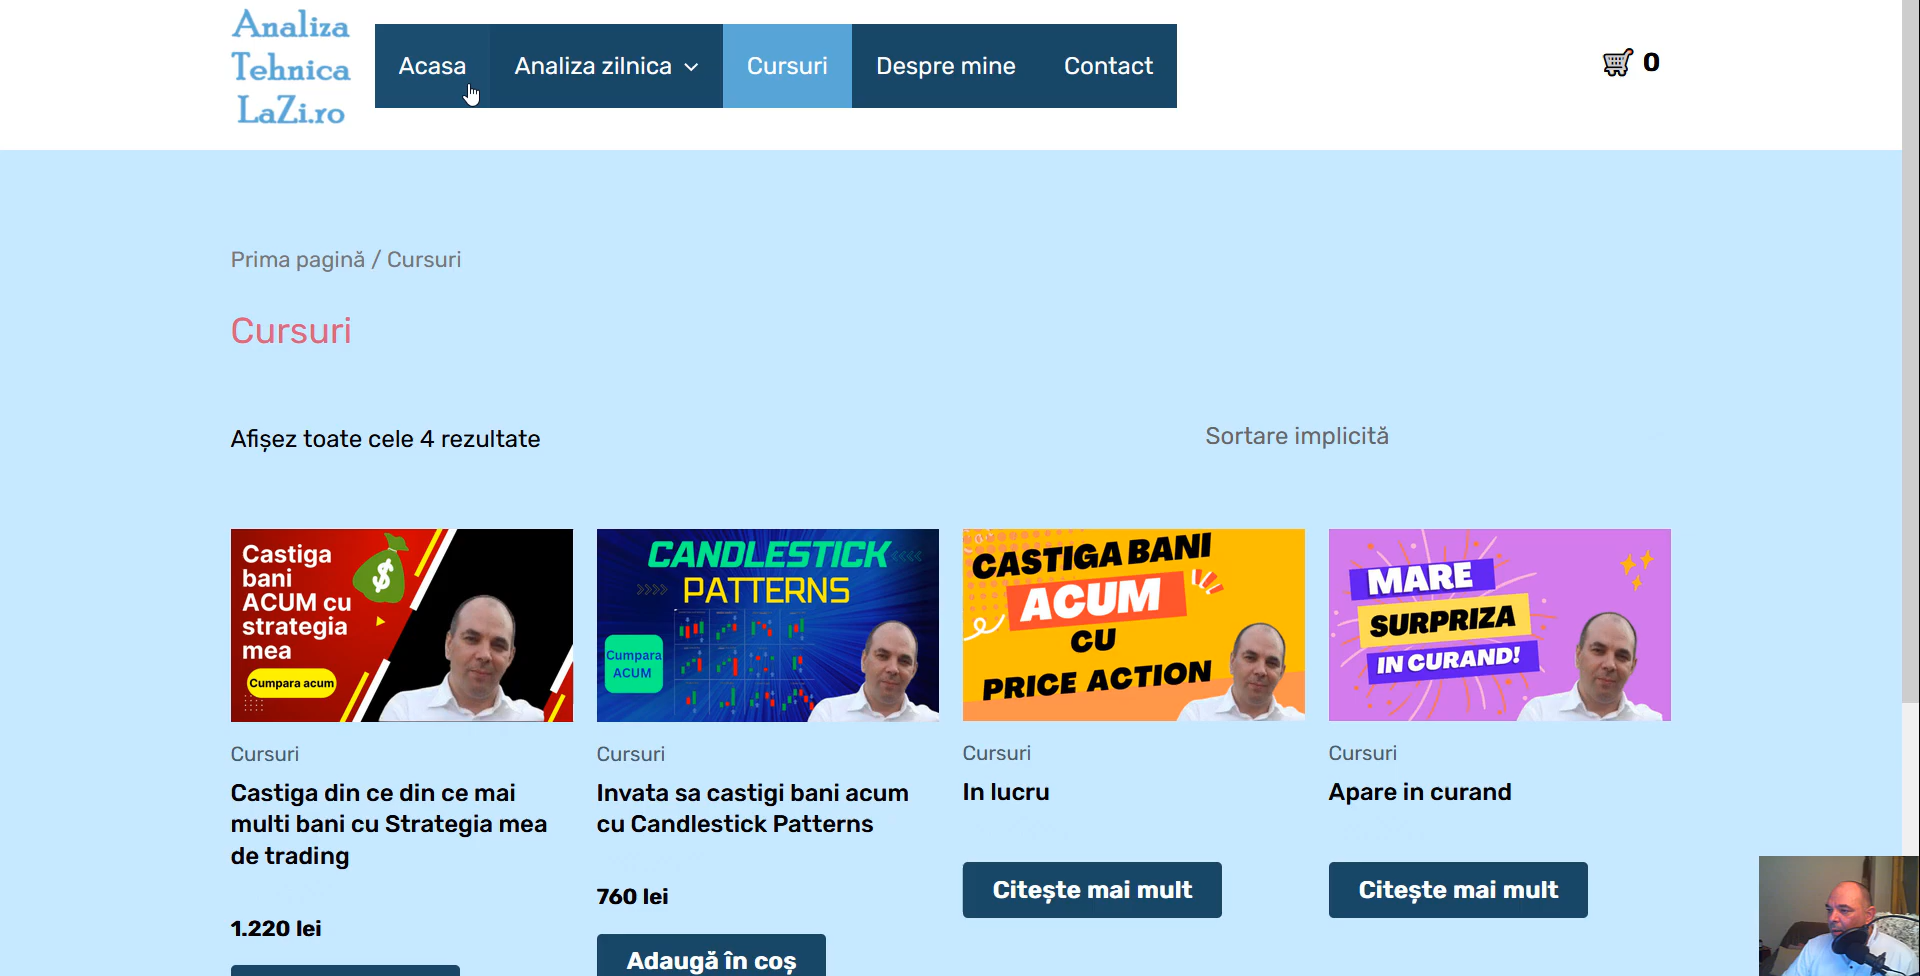 Analiza
Tehnica
LaZi.ro
Acasa
Analiza zilnica
Cursuri
Despre mine
Contact
0
Prima pagină / Cursuri
Cursuri
Afișez toate cele 4 rezultate
Sortare implicită
Castiga
bani
ACUM cu
strategia
mea
Cumpara acum
$
CANDLESTICK
PATTERNS
Cumpara
ACUM
CASTIGA BANI
ACUM
CU
PRICE ACTION
MARE
SURPRIZA
IN CURAND!
Cursuri
Castiga din ce din ce mai
multi bani cu Strategia mea
de trading
1.220 lei
Cursuri
Invata sa castigi bani acum
cu Candlestick Patterns
760 lei
Adaugă în coș
Cursuri
In lucru
Citește mai mult
Cursuri
Apare in curand
Citește mai mult